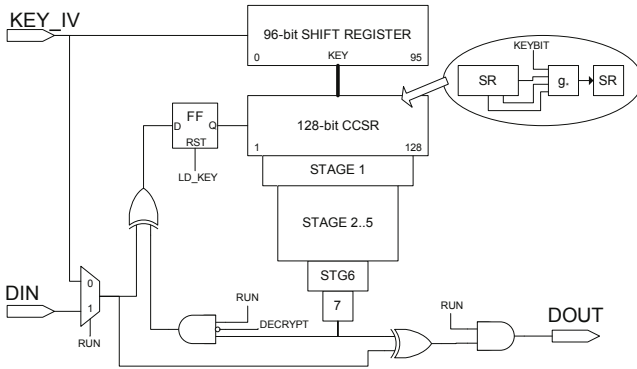 KEY_IV
96-bit SHIFT REGISTER
0 KEY 95
KEYBIT
SR g. SR
FF
D Q
RST
LD_KEY
128-bit CCSR
1 128
STAGE 1
STAGE 2..5
STG6
7
0
DIN
1
RUN
RUN
DECRYPT
RUN
DOUT